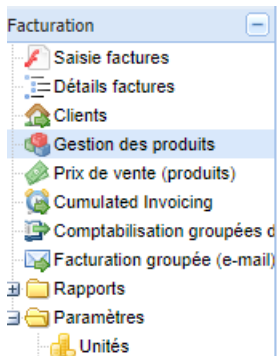 Facturation
Saisie factures
Détails factures
Clients
Gestion des produits
Prix de vente (produits)
Cumulated Invoicing
Comptabilisation groupées d
Facturation groupée (e-mail)
Rapports
Paramètres
Unités